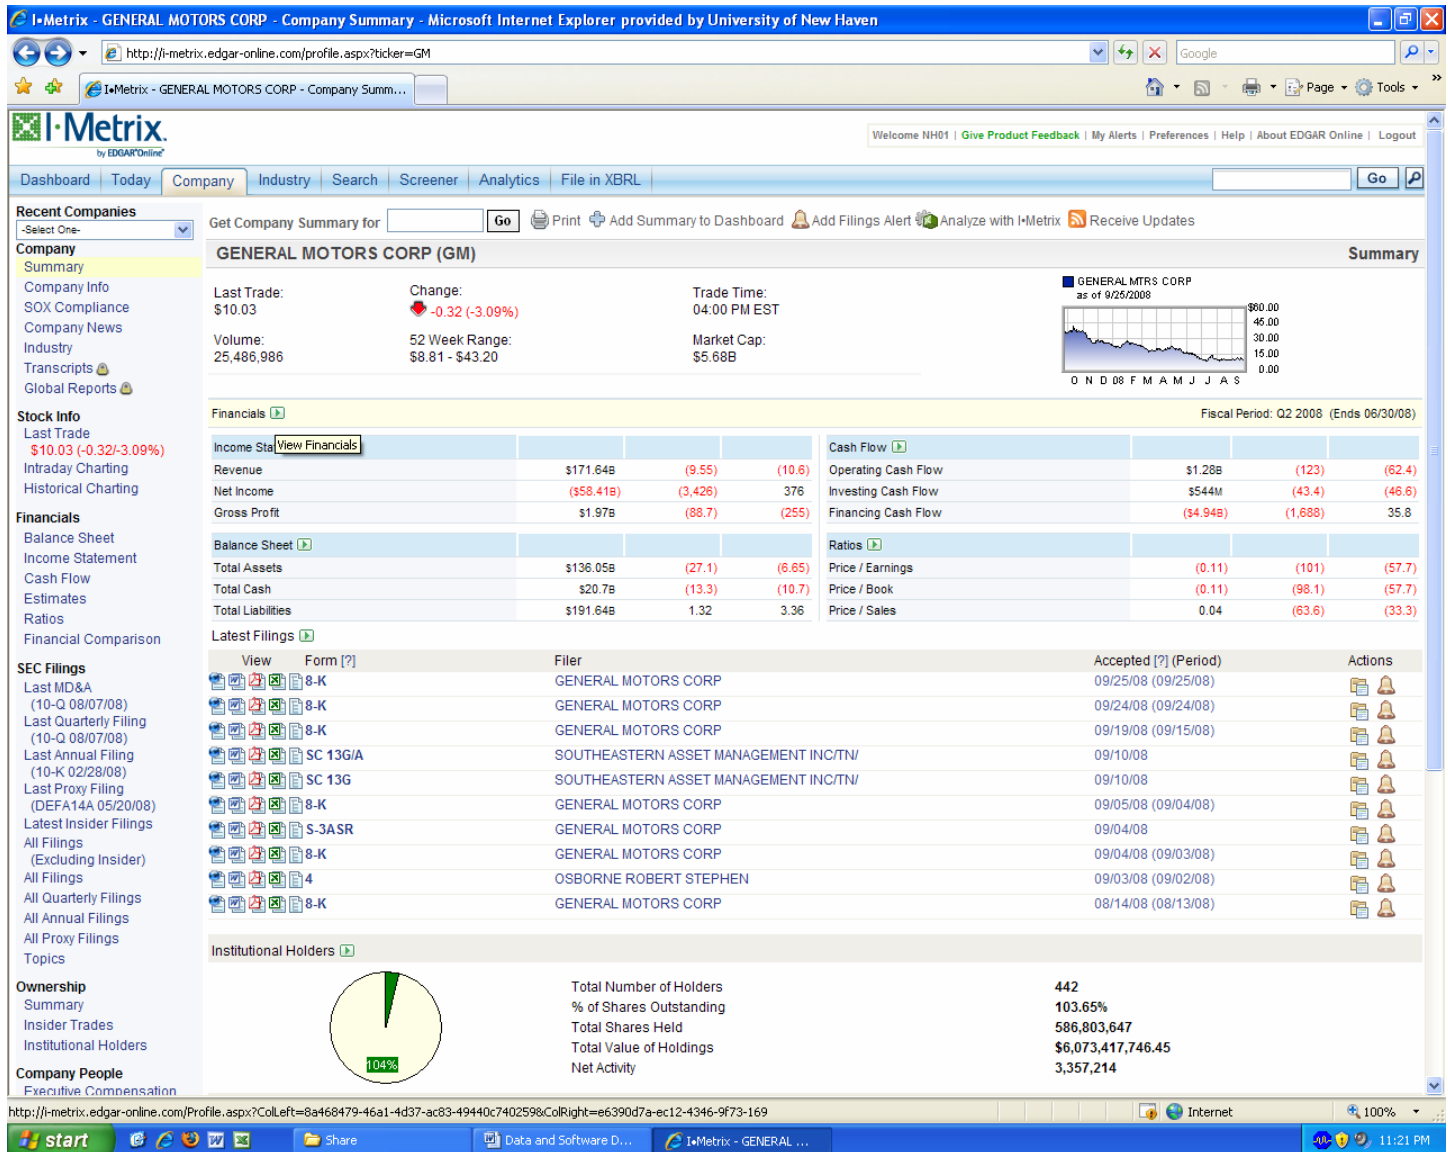 I•Metrix - GENERAL MOTORS CORP - Company Summary - Microsoft Internet Explorer provided by University of New Haven
http://i-metrix.edgar-online.com/profile.aspx?ticker=GM
Google
I•Metrix - GENERAL MOTORS CORP - Company Summ...
Page Tools »
I·Metrix.
by EDGAR Online
Welcome NH01 | Give Product Feedback | My Alerts | Preferences | Help | About EDGAR Online | Logout
Dashboard Today Company Industry Search Screener Analytics File in XBRL Go
Recent Companies
-Select One-
Company
Summary
Company Info
SOX Compliance
Company News
Industry
Transcripts
Global Reports
Stock Info
Last Trade
$10.03 (-0.32/-3.09%)
Intraday Charting
Historical Charting
Financials
Balance Sheet
Income Statement
Cash Flow
Estimates
Ratios
Financial Comparison
SEC Filings
Last MD&A
(10-Q 08/07/08)
Last Quarterly Filing
(10-Q 08/07/08)
Last Annual Filing
(10-K 02/28/08)
Last Proxy Filing
(DEFA14A 05/20/08)
Latest Insider Filings
All Filings
(Excluding Insider)
All Filings
All Quarterly Filings
All Annual Filings
All Proxy Filings
Topics
Ownership
Summary
Insider Trades
Institutional Holders
Company People
Executive Compensation
Get Company Summary for Go Print Add Summary to Dashboard Add Filings Alert Analyze with I•Metrix Receive Updates
GENERAL MOTORS CORP (GM) Summary
Last Trade: Change: Trade Time:
$10.03 -0.32 (-3.09%) 04:00 PM EST
Volume: 52 Week Range: Market Cap:
25,486,986 $8.81 - $43.20 $5.68B
GENERAL MTRS CORP
as of 9/25/2008
$60.00
45.00
30.00
15.00
0.00
O N D 08 F M A M J J A S
Financials Fiscal Period: Q2 2008 (Ends 06/30/08)
View Financials
Income Sta Cash Flow
Revenue $171.64B (9.55) (10.6) Operating Cash Flow $1.28B (123) (62.4)
Net Income ($58.41B) (3,426) 376 Investing Cash Flow $544M (43.4) (46.6)
Gross Profit $1.97B (88.7) (255) Financing Cash Flow ($4.94B) (1,688) 35.8
Balance Sheet Ratios
Total Assets $136.05B (27.1) (6.65) Price / Earnings (0.11) (101) (57.7)
Total Cash $20.7B (13.3) (10.7) Price / Book (0.11) (98.1) (57.7)
Total Liabilities $191.64B 1.32 3.36 Price / Sales 0.04 (63.6) (33.3)
Latest Filings
View Form [?] Filer Accepted [?] (Period) Actions
8-K GENERAL MOTORS CORP 09/25/08 (09/25/08)
8-K GENERAL MOTORS CORP 09/24/08 (09/24/08)
8-K GENERAL MOTORS CORP 09/19/08 (09/15/08)
SC 13G/A SOUTHEASTERN ASSET MANAGEMENT INC/TN/ 09/10/08
SC 13G SOUTHEASTERN ASSET MANAGEMENT INC/TN/ 09/10/08
8-K GENERAL MOTORS CORP 09/05/08 (09/04/08)
S-3ASR GENERAL MOTORS CORP 09/04/08
8-K GENERAL MOTORS CORP 09/04/08 (09/03/08)
4 OSBORNE ROBERT STEPHEN 09/03/08 (09/02/08)
8-K GENERAL MOTORS CORP 08/14/08 (08/13/08)
Institutional Holders
104%
Total Number of Holders 442
% of Shares Outstanding 103.65%
Total Shares Held 586,803,647
Total Value of Holdings $6,073,417,746.45
Net Activity 3,357,214
http://i-metrix.edgar-online.com/Profile.aspx?ColLeft=8a468479-46a1-4d37-ac83-49440c740259&ColRight=e6390d7a-ec12-4346-9f73-169 Internet 100%
start Share Data and Software D... I•Metrix - GENERAL ... 11:21 PM